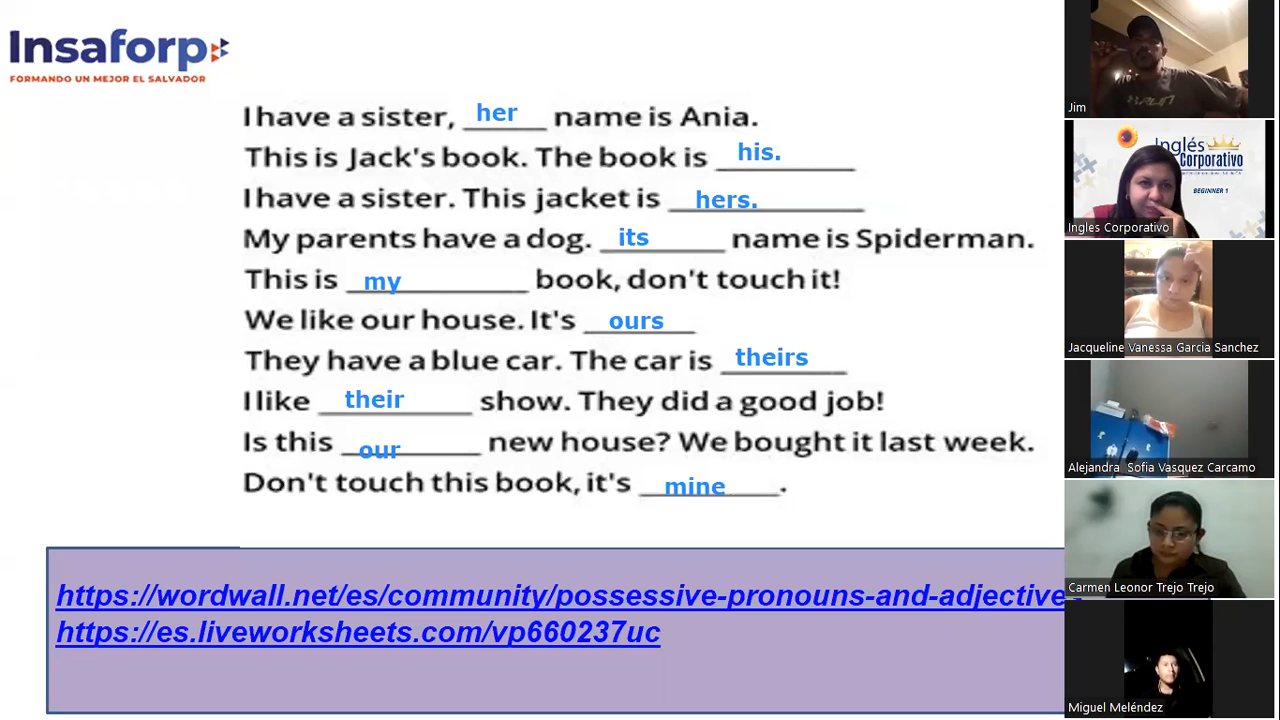 Insaforp
FORMANDO UN MEJOR EL SALVADOR
I have a sister, her name is Ania.
This is Jack's book. The book is his.
I have a sister. This jacket is hers.
My parents have a dog. its name is Spiderman.
This is my book, don't touch it!
We like our house. It's ours
They have a blue car. The car is theirs
I like their show. They did a good job!
Is this our new house? We bought it last week.
Don't touch this book, it's mine.
https://wordwall.net/es/community/possessive-pronouns-and-adjectives
https://es.liveworksheets.com/vp660237uc
Jim
Inglés
Corporativo
BEGINNER 1
Ingles Corporativo
Jacqueline Vanessa Garcia Sanchez
Alejandra Sofia Vasquez Carcamo
Carmen Leonor Trejo Trejo
Miguel Meléndez